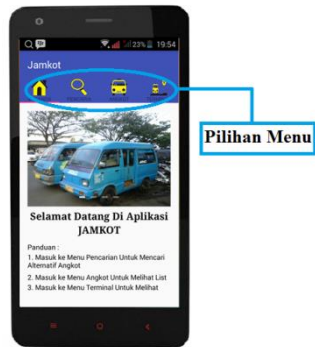 23% 19:54
Jamkot
Pilihan Menu
Selamat Datang Di Aplikasi
JAMKOT
Panduan :
1. Masuk ke Menu Pencarian Untuk Mencari
Alternatif Angkot
2. Masuk ke Menu Angkot Untuk Melihat List
3. Masuk ke Menu Terminal Untuk Melihat